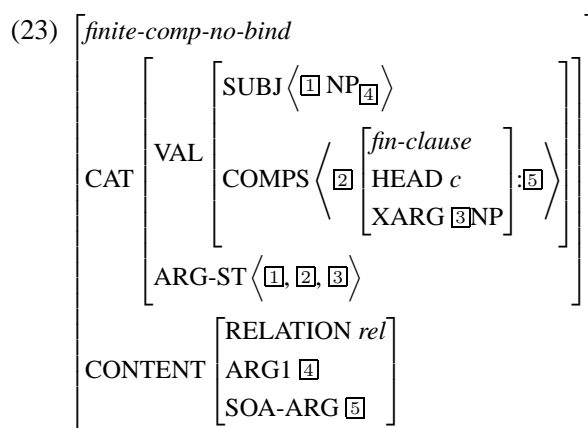 (23) finite-comp-no-bind
SUBJ ⟨ 1 NP 4 ⟩
fin-clause
CAT VAL COMPS ⟨ 2 HEAD c : 5 ⟩
XARG 3 NP
ARG-ST ⟨ 1, 2, 3 ⟩
RELATION rel
CONTENT ARG1 4
SOA-ARG 5